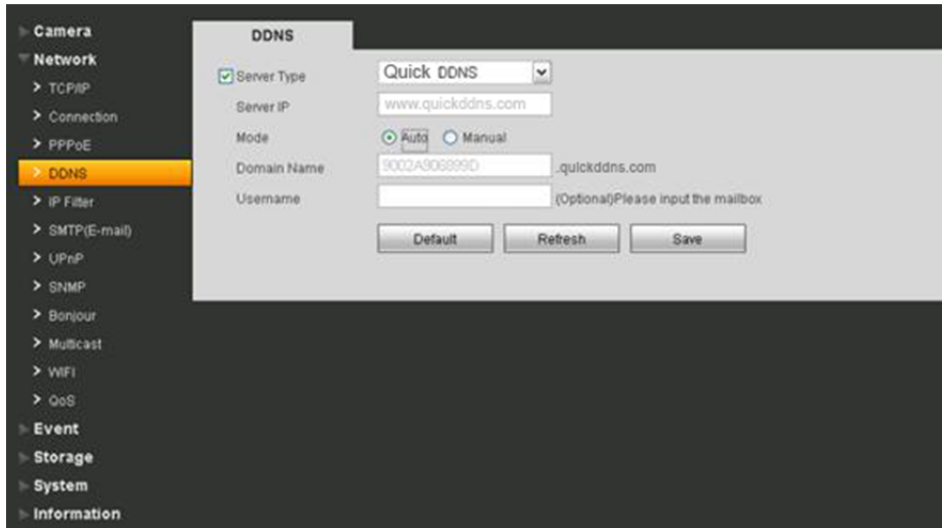 Camera
Network
TCP/IP
Connection
PPPoE
DDNS
IP Filter
SMTP(E-mail)
UPnP
SNMP
Bonjour
Multicast
WIFI
QoS
Event
Storage
System
Information
DDNS
Server Type Quick DDNS
Server IP www.quickddns.com
Mode Auto Manual
Domain Name 9002A906899D .quickddns.com
Username (Optional)Please input the mailbox
Default Refresh Save